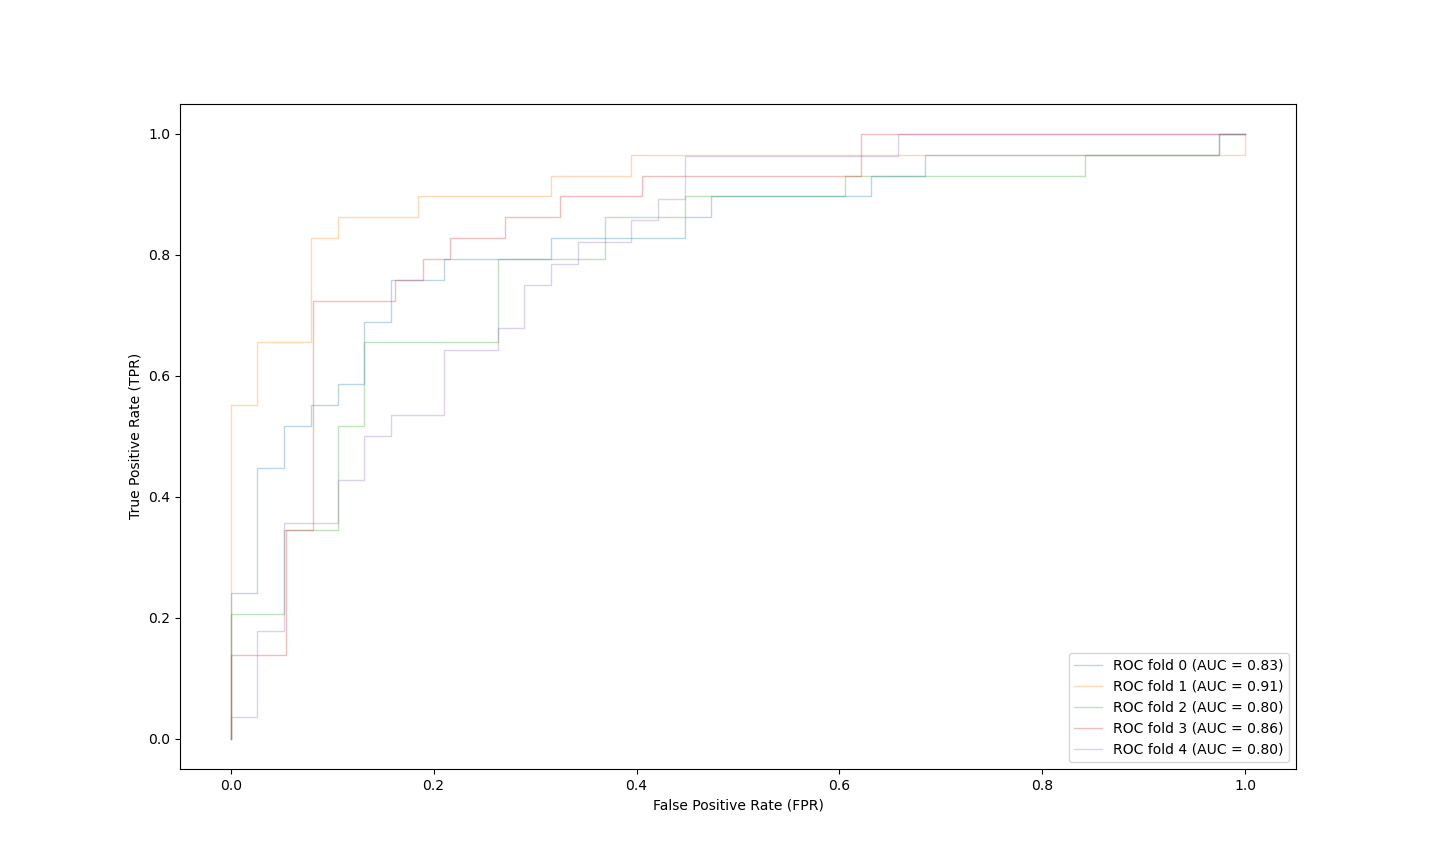 1.0
0.8
0.6
0.4
0.2
0.0
True Positive Rate (TPR)
ROC fold 0 (AUC = 0.83)
ROC fold 1 (AUC = 0.91)
ROC fold 2 (AUC = 0.80)
ROC fold 3 (AUC = 0.86)
ROC fold 4 (AUC = 0.80)
0.0 0.2 0.4 0.6 0.8 1.0
False Positive Rate (FPR)